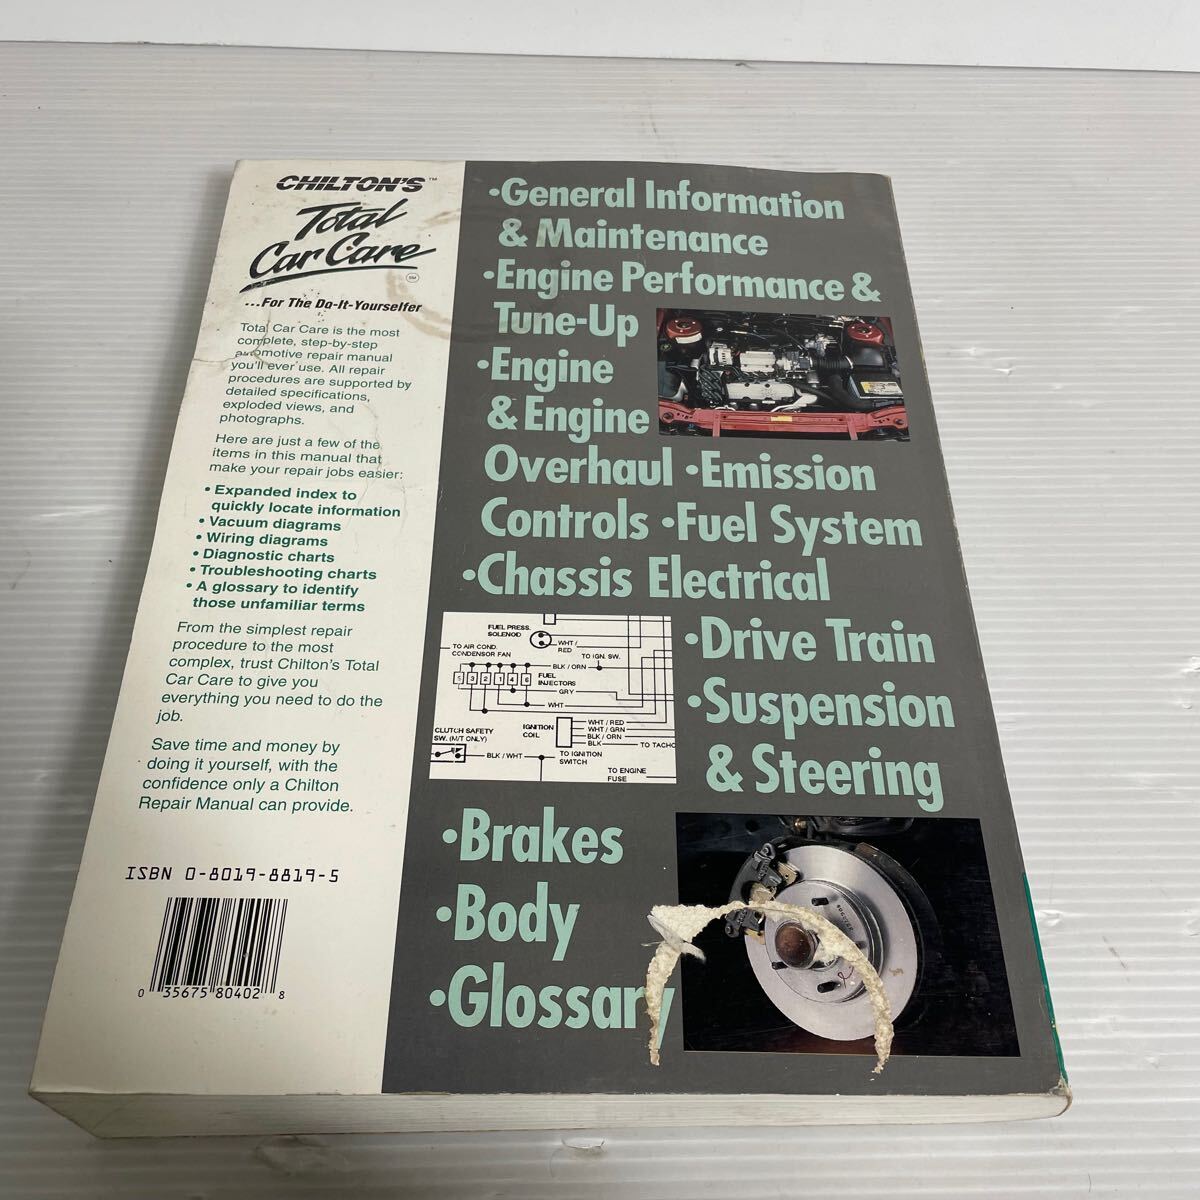 CHILTON'S™
Total
Car Care
SM
...For The Do-It-Yourselfer
Total Car Care is the most
complete, step-by-step
automotive repair manual
you'll ever use. All repair
procedures are supported by
detailed specifications,
exploded views, and
photographs.
Here are just a few of the
items in this manual that
make your repair jobs easier:
• Expanded index to
quickly locate information
• Vacuum diagrams
• Wiring diagrams
• Diagnostic charts
• Troubleshooting charts
• A glossary to identify
those unfamiliar terms
From the simplest repair
procedure to the most
complex, trust Chilton's Total
Car Care to give you
everything you need to do the
job.
Save time and money by
doing it yourself, with the
confidence only a Chilton
Repair Manual can provide.
ISBN 0-8019-8819-5
0 35675 80402 8
•General Information
& Maintenance
•Engine Performance &
Tune-Up
•Engine
& Engine
Overhaul •Emission
Controls •Fuel System
•Chassis Electrical
FUEL PRESS.
SOLENOID
WHT /
RED
TO AIR COND.
CONDENSOR FAN
TO IGN. SW.
BLK / ORN
5 3 2 1 4 6
FUEL
INJECTORS
GRY
WHT
IGNITION
COIL
WHT / RED
WHT / GRN
BLK / ORN
BLK
TO TACHO
CLUTCH SAFETY
SW. (M/T ONLY)
BLK / WHT
TO IGNITION
SWITCH
TO ENGINE
FUSE
•Drive Train
•Suspension
& Steering
•Brakes
•Body
•Glossary